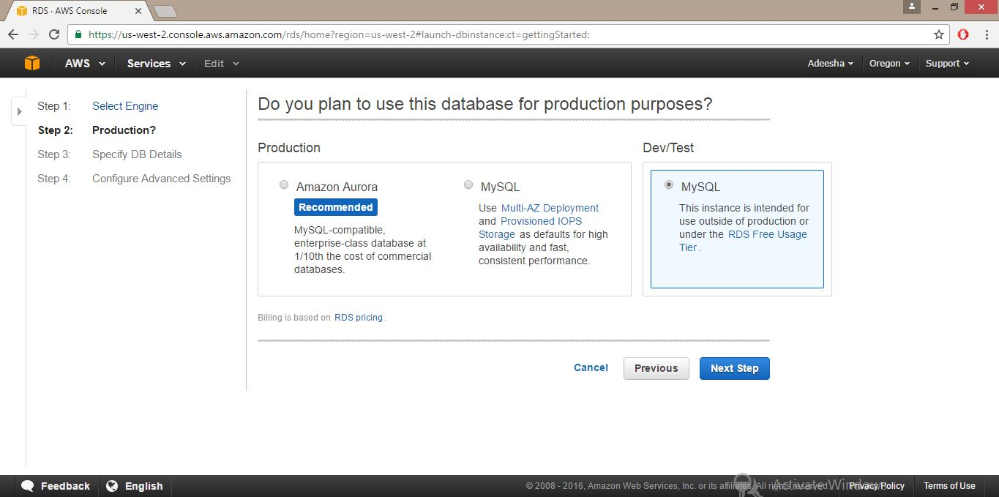 RDS · AWS Console
https://us-west-2.console.aws.amazon.com/rds/home?region=us-west-2#launch-dbinstance:ct=gettingStarted:
AWS Services Edit Adeesha Oregon Support
Step 1: Select Engine
Step 2: Production?
Step 3: Specify DB Details
Step 4: Configure Advanced Settings
Do you plan to use this database for production purposes?
Production
Amazon Aurora
Recommended
MySQL-compatible,
enterprise-class database at
1/10th the cost of commercial
databases.
MySQL
Use Multi-AZ Deployment
and Provisioned IOPS
Storage as defaults for high
availability and fast,
consistent performance.
Dev/Test
MySQL
This instance is intended for
use outside of production or
under the RDS Free Usage
Tier.
Billing is based on RDS pricing.
Cancel Previous Next Step
Feedback English © 2008 - 2016, Amazon Web Services, Inc. or its affiliates. All rights reserved. Privacy Policy Terms of Use
Activate Windows